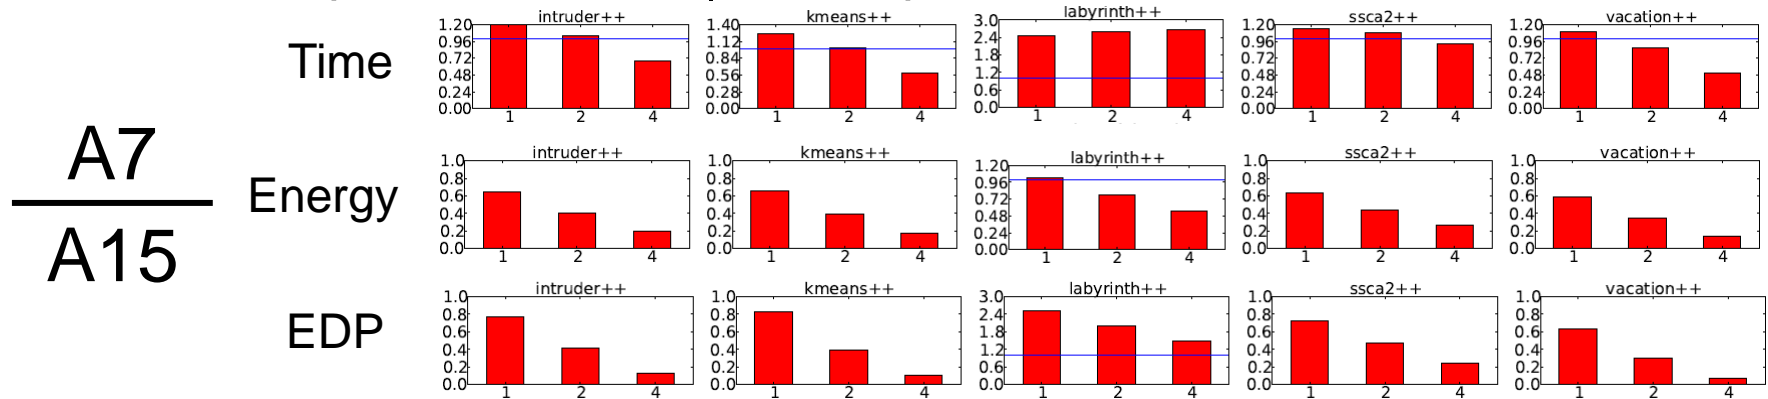 Time
A7
A15
Energy
EDP
intruder++
1.20
0.96
0.72
0.48
0.24
0.00
1 2 4
kmeans++
1.40
1.12
0.84
0.56
0.28
0.00
1 2 4
labyrinth++
3.0
2.4
1.8
1.2
0.6
0.0
1 2 4
ssca2++
1.20
0.96
0.72
0.48
0.24
0.00
1 2 4
vacation++
1.20
0.96
0.72
0.48
0.24
0.00
1 2 4
intruder++
1.0
0.8
0.6
0.4
0.2
0.0
1 2 4
kmeans++
1.0
0.8
0.6
0.4
0.2
0.0
1 2 4
labyrinth++
1.20
0.96
0.72
0.48
0.24
0.00
1 2 4
ssca2++
1.0
0.8
0.6
0.4
0.2
0.0
1 2 4
vacation++
1.0
0.8
0.6
0.4
0.2
0.0
1 2 4
intruder++
1.0
0.8
0.6
0.4
0.2
0.0
1 2 4
kmeans++
1.0
0.8
0.6
0.4
0.2
0.0
1 2 4
labyrinth++
3.0
2.4
1.8
1.2
0.6
0.0
1 2 4
ssca2++
1.0
0.8
0.6
0.4
0.2
0.0
1 2 4
vacation++
1.0
0.8
0.6
0.4
0.2
0.0
1 2 4